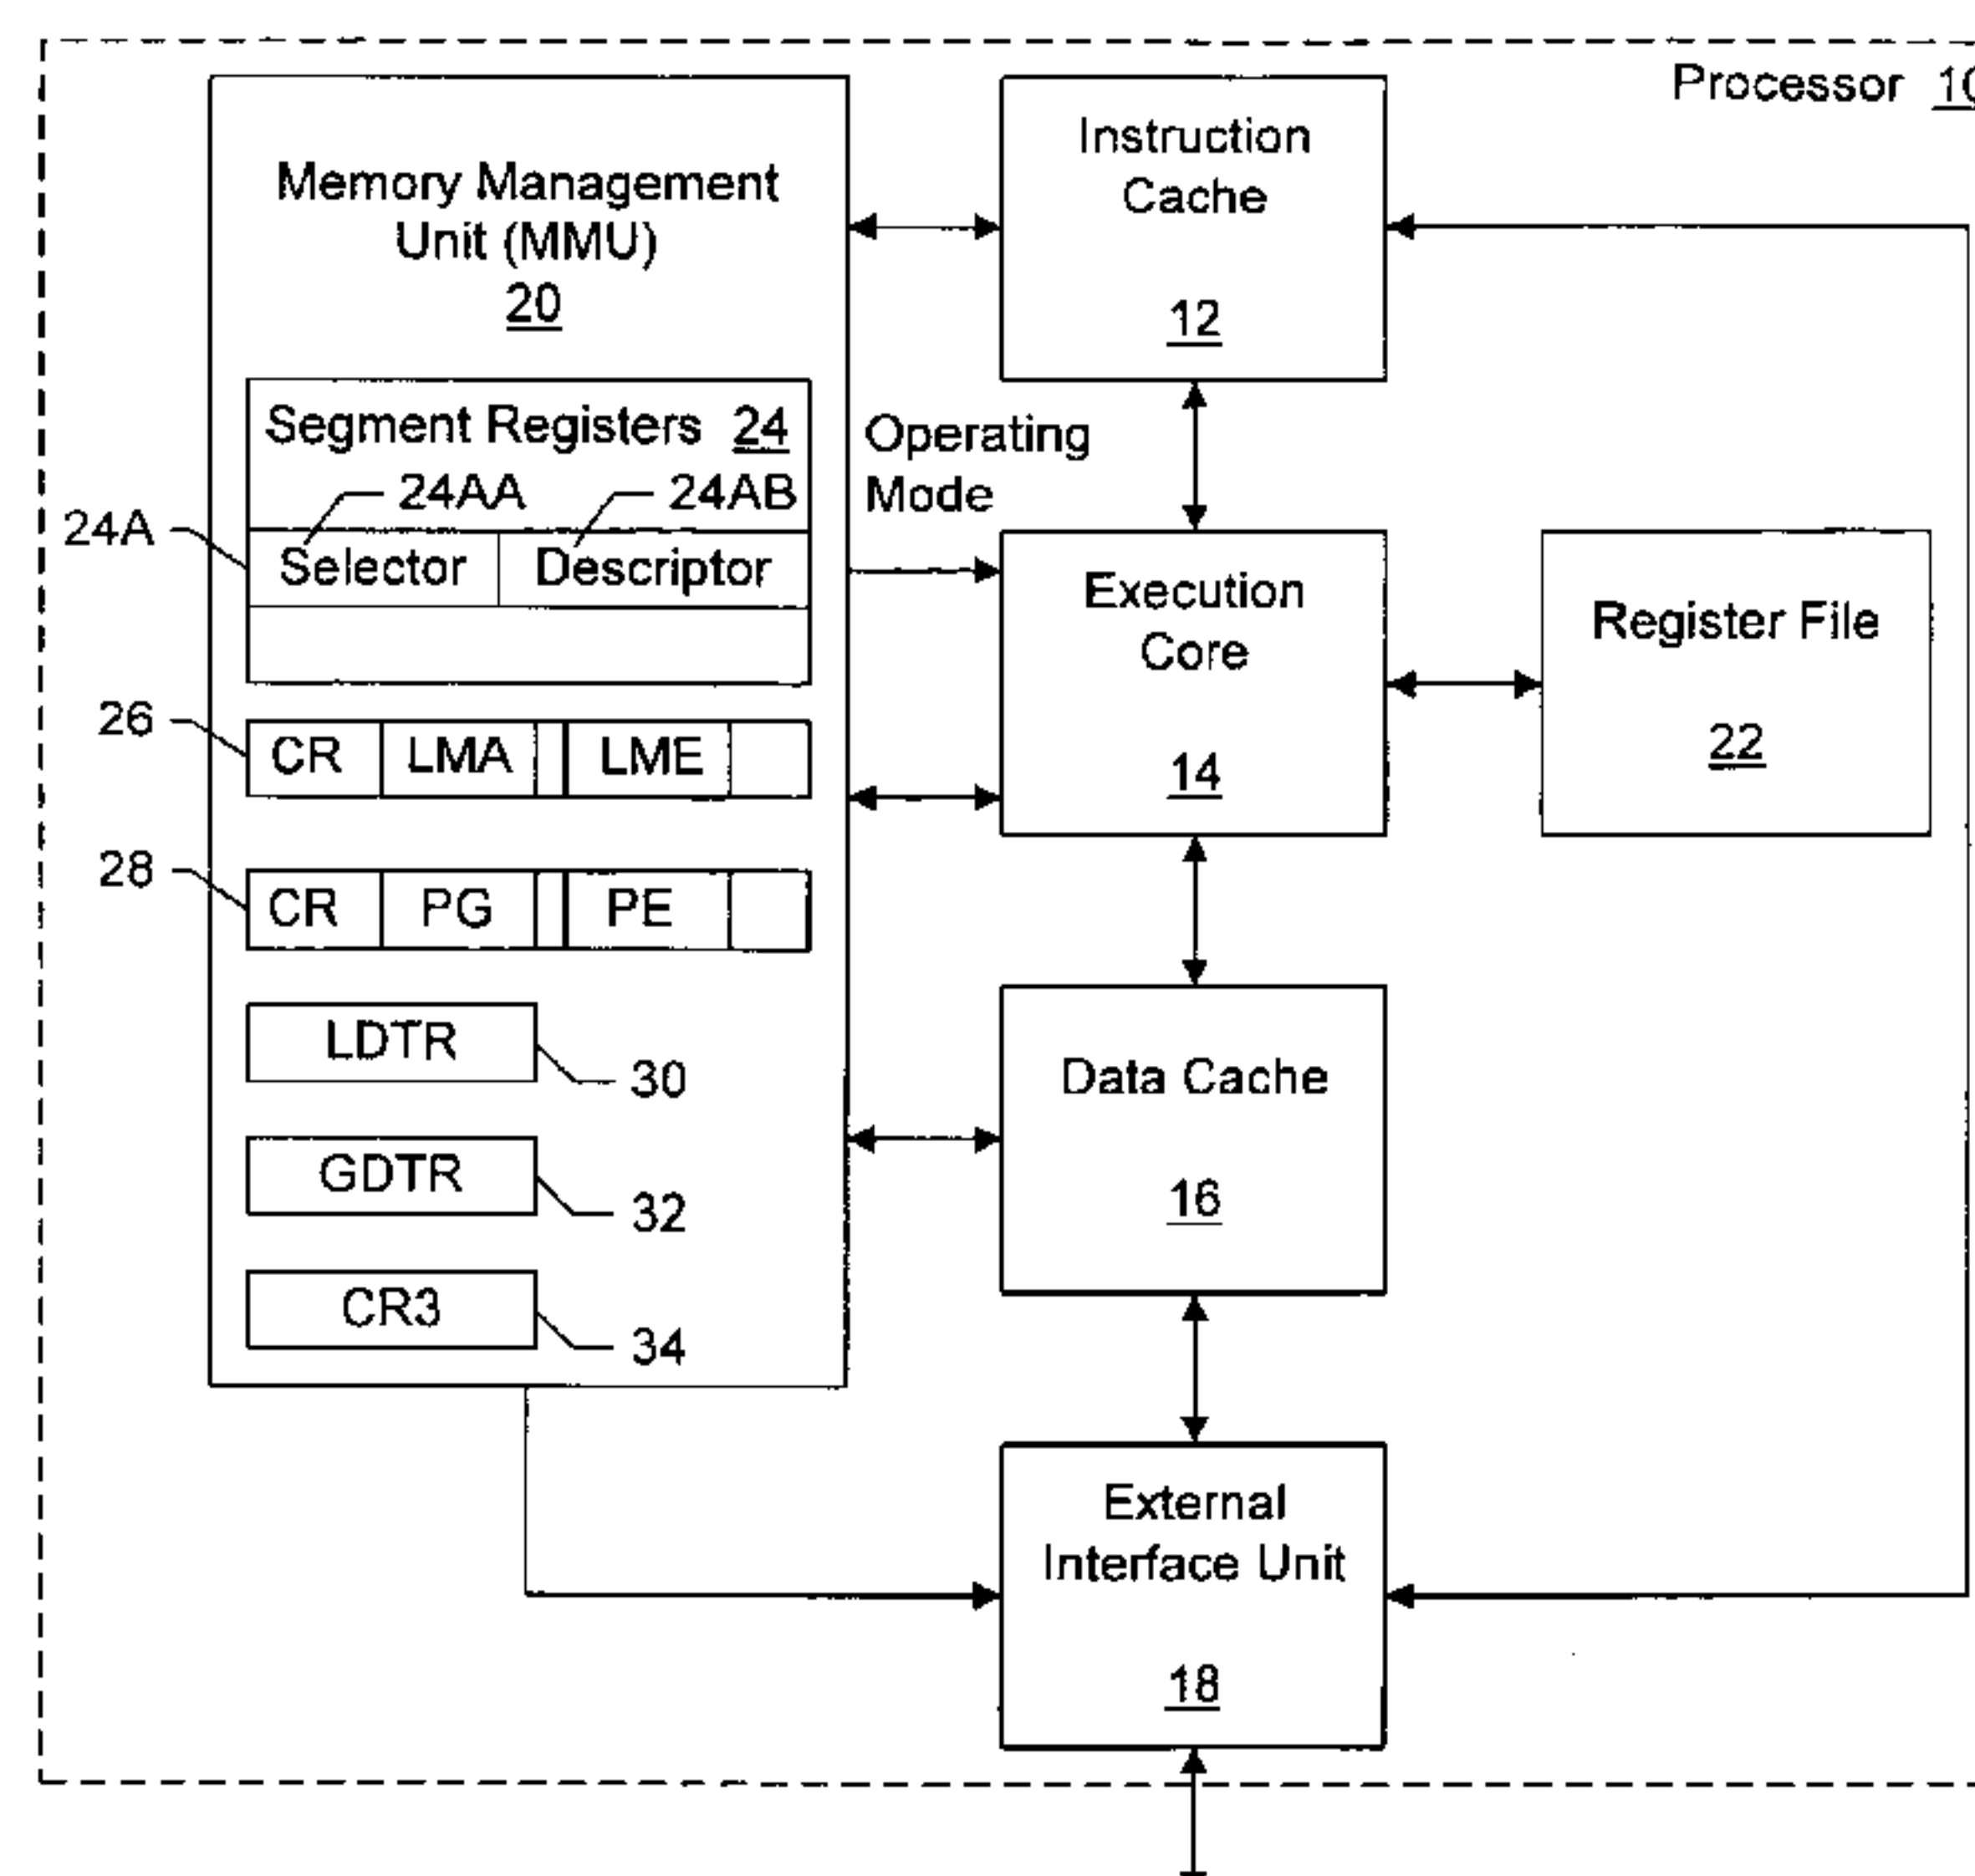 Processor
Memory Management
Unit (MMU)
20
Segment Registers 24
24AA
24AB
24A
Selector
Descriptor
26
CR
LMA
LME
28
CR
PG
PE
LDTR
30
GDTR
32
CR3
34
Operating
Mode
Instruction
Cache
12
Execution
Core
14
Register File
22
Data Cache
16
External
Interface Unit
18